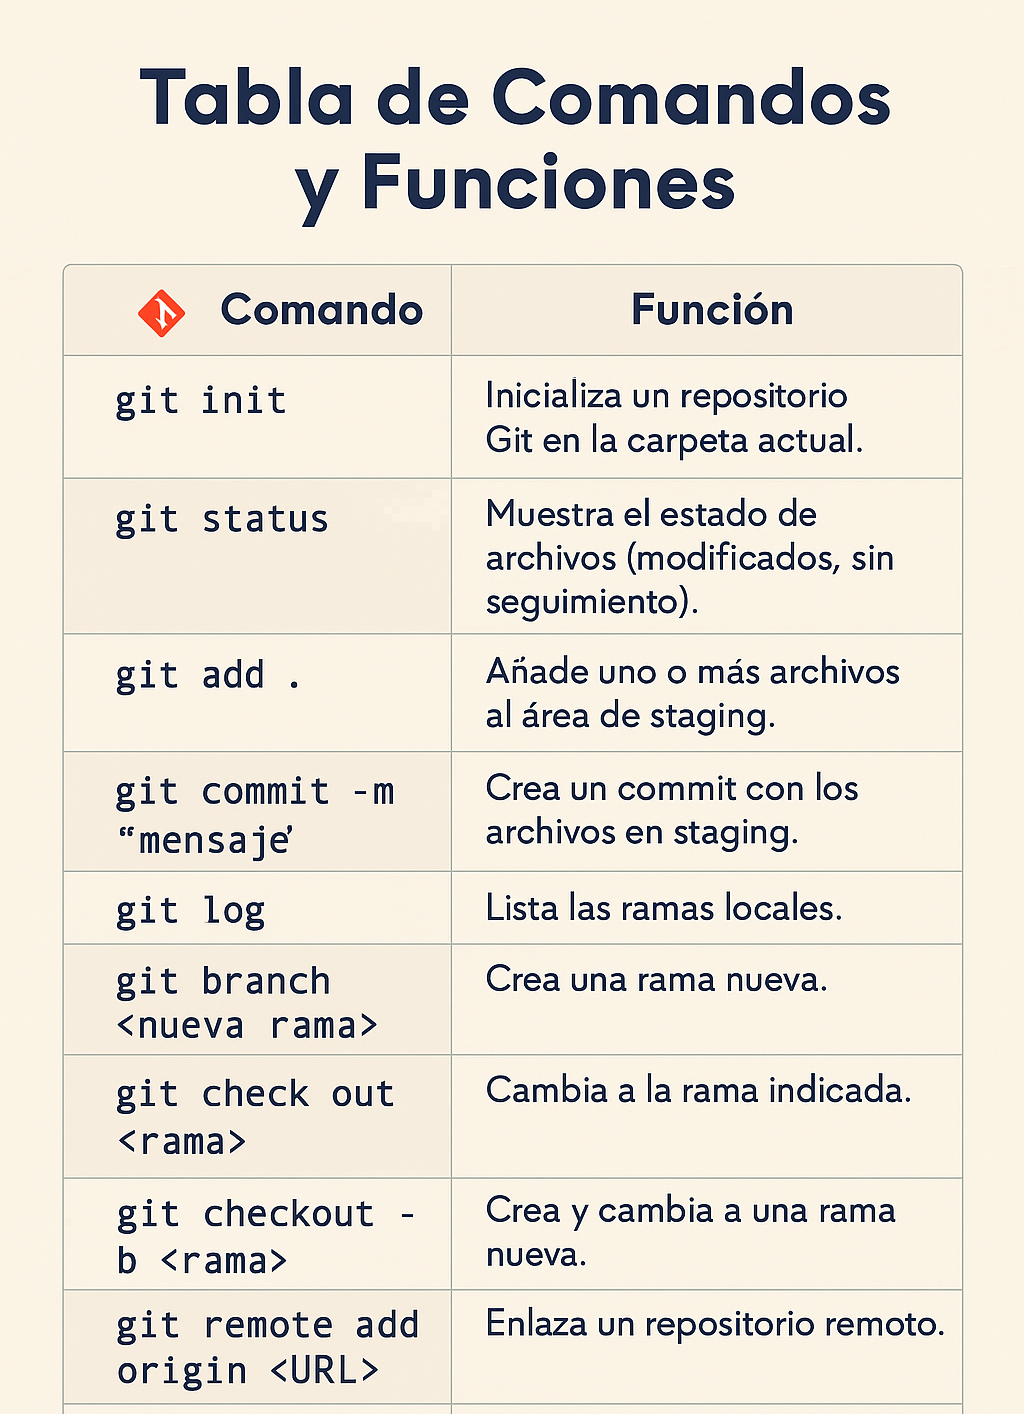 Tabla de Comandos
y Funciones
Comando
Función
git init
Inicializa un repositorio
Git en la carpeta actual.
git status
Muestra el estado de
archivos (modificados, sin
seguimiento).
git add .
Añade uno o más archivos
al área de staging.
git commit -m
“mensaje’
Crea un commit con los
archivos en staging.
git log
Lista las ramas locales.
git branch
<nueva rama>
Crea una rama nueva.
git check out
<rama>
Cambia a la rama indicada.
git checkout -
b <rama>
Crea y cambia a una rama
nueva.
git remote add
origin <URL>
Enlaza un repositorio remoto.